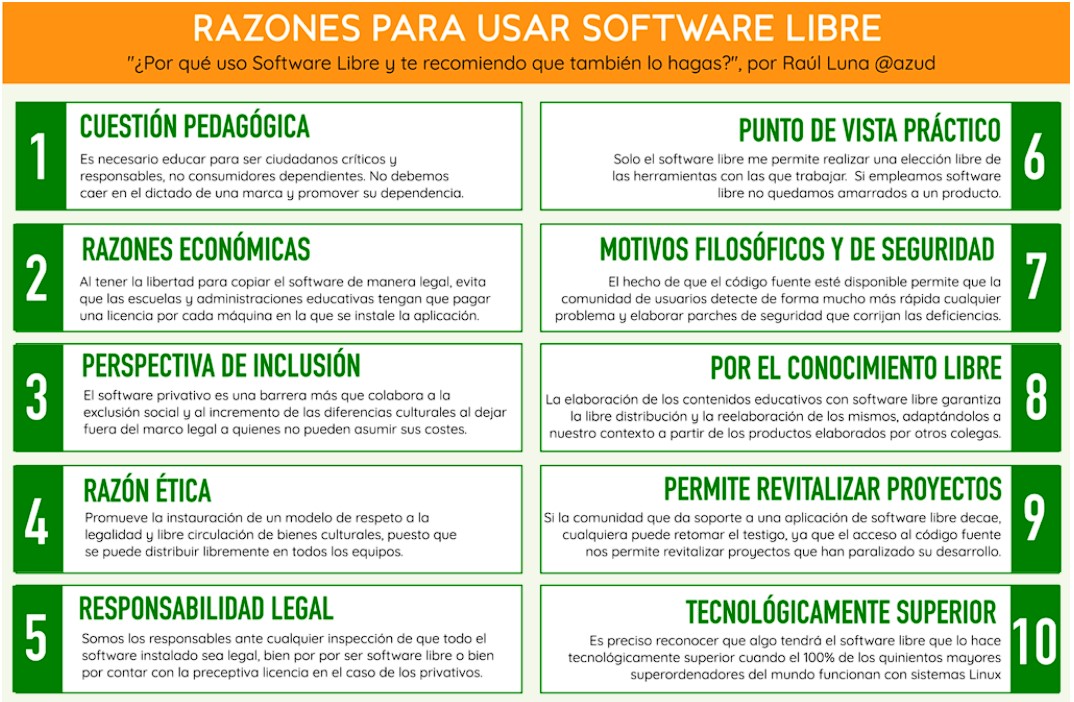 RAZONES PARA USAR SOFTWARE LIBRE
"¿Por qué uso Software Libre y te recomiendo que también lo hagas?", por Raúl Luna @azud
1
CUESTIÓN PEDAGÓGICA
Es necesario educar para ser ciudadanos críticos y
responsables, no consumidores dependientes. No debemos
caer en el dictado de una marca y promover su dependencia.
2
RAZONES ECONÓMICAS
Al tener la libertad para copiar el software de manera legal, evita
que las escuelas y administraciones educativas tengan que pagar
una licencia por cada máquina en la que se instale la aplicación.
3
PERSPECTIVA DE INCLUSIÓN
El software privativo es una barrera más que colabora a la
exclusión social y al incremento de las diferencias culturales al dejar
fuera del marco legal a quienes no pueden asumir sus costes.
4
RAZÓN ÉTICA
Promueve la instauración de un modelo de respeto a la
legalidad y libre circulación de bienes culturales, puesto que
se puede distribuir libremente en todos los equipos.
5
RESPONSABILIDAD LEGAL
Somos los responsables ante cualquier inspección de que todo el
software instalado sea legal, bien por por ser software libre o bien
por contar con la preceptiva licencia en el caso de los privativos.
6
PUNTO DE VISTA PRÁCTICO
Solo el software libre me permite realizar una elección libre de
las herramientas con las que trabajar. Si empleamos software
libre no quedamos amarrados a un producto.
7
MOTIVOS FILOSÓFICOS Y DE SEGURIDAD
El hecho de que el código fuente esté disponible permite que la
comunidad de usuarios detecte de forma mucho más rápida cualquier
problema y elaborar parches de seguridad que corrijan las deficiencias.
8
POR EL CONOCIMIENTO LIBRE
La elaboración de los contenidos educativos con software libre garantiza
la libre distribución y la reelaboración de los mismos, adaptándolos a
nuestro contexto a partir de los productos elaborados por otros colegas.
9
PERMITE REVITALIZAR PROYECTOS
Si la comunidad que da soporte a una aplicación de software libre decae,
cualquiera puede retomar el testigo, ya que el acceso al código fuente
nos permite revitalizar proyectos que han paralizado su desarrollo.
10
TECNOLÓGICAMENTE SUPERIOR
Es preciso reconocer que algo tendrá el software libre que lo hace
tecnológicamente superior cuando el 100% de los quinientos mayores
superordenadores del mundo funcionan con sistemas Linux